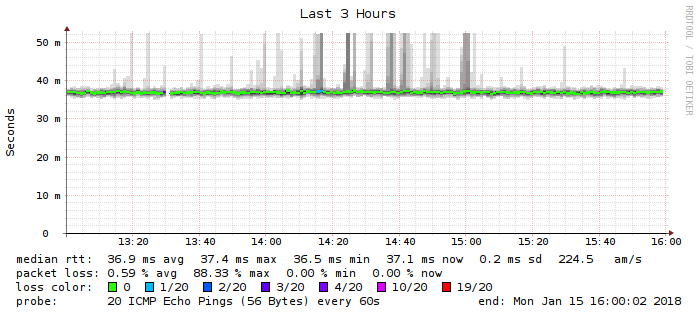 Last 3 Hours
RRDTOOL / TOBI OETIKER
Seconds
50 m
40 m
30 m
20 m
10 m
0
13:20 13:40 14:00 14:20 14:40 15:00 15:20 15:40 16:00
median rtt: 36.9 ms avg 37.4 ms max 36.5 ms min 37.1 ms now 0.2 ms sd 224.5 am/s
packet loss: 0.59 % avg 88.33 % max 0.00 % min 0.00 % now
loss color: 0 1/20 2/20 3/20 4/20 10/20 19/20
probe: 20 ICMP Echo Pings (56 Bytes) every 60s end: Mon Jan 15 16:00:02 2018